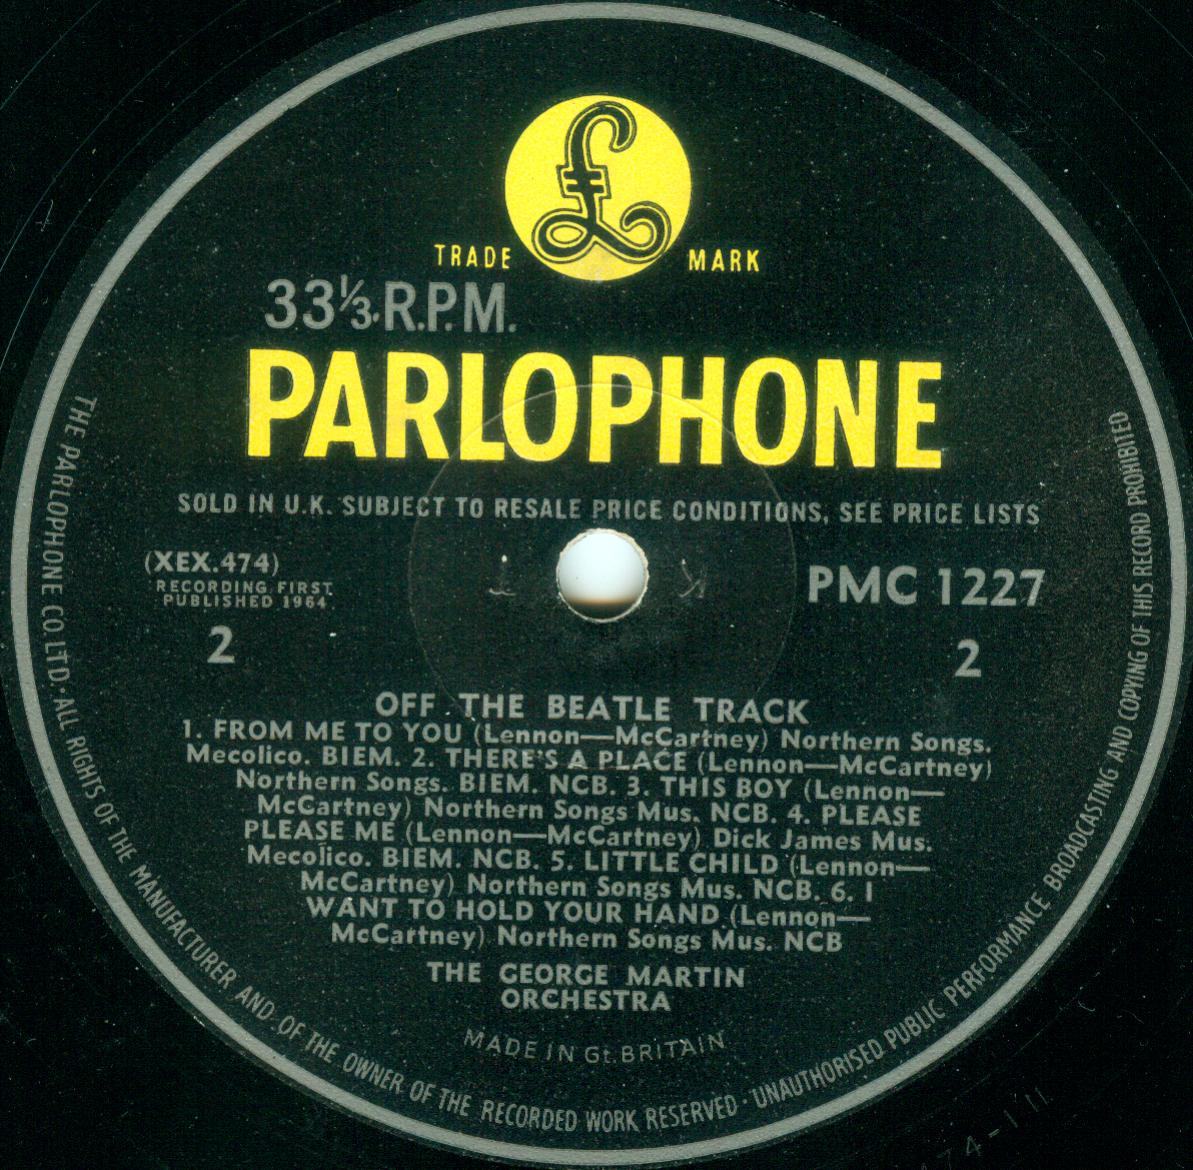 £
TRADE MARK
33⅓ R.P.M.
PARLOPHONE
SOLD IN U.K. SUBJECT TO RESALE PRICE CONDITIONS, SEE PRICE LISTS
(XEX.474)
RECORDING FIRST
PUBLISHED 1964
PMC 1227
2
2
OFF THE BEATLE TRACK
1. FROM ME TO YOU (Lennon—McCartney) Northern Songs.
Mecolico. BIEM. 2. THERE'S A PLACE (Lennon—McCartney)
Northern Songs. BIEM. NCB. 3. THIS BOY (Lennon—
McCartney) Northern Songs Mus. NCB. 4. PLEASE
PLEASE ME (Lennon—McCartney) Dick James Mus.
Mecolico. BIEM. NCB. 5. LITTLE CHILD (Lennon—
McCartney) Northern Songs Mus. NCB. 6. I
WANT TO HOLD YOUR HAND (Lennon—
McCartney) Northern Songs Mus. NCB
THE GEORGE MARTIN
ORCHESTRA
MADE IN Gt. BRITAIN
THE PARLOPHONE CO. LTD. · ALL RIGHTS OF THE MANUFACTURER AND OF THE OWNER OF THE RECORDED WORK RESERVED · UNAUTHORISED PUBLIC PERFORMANCE BROADCASTING AND COPYING OF THIS RECORD PROHIBITED